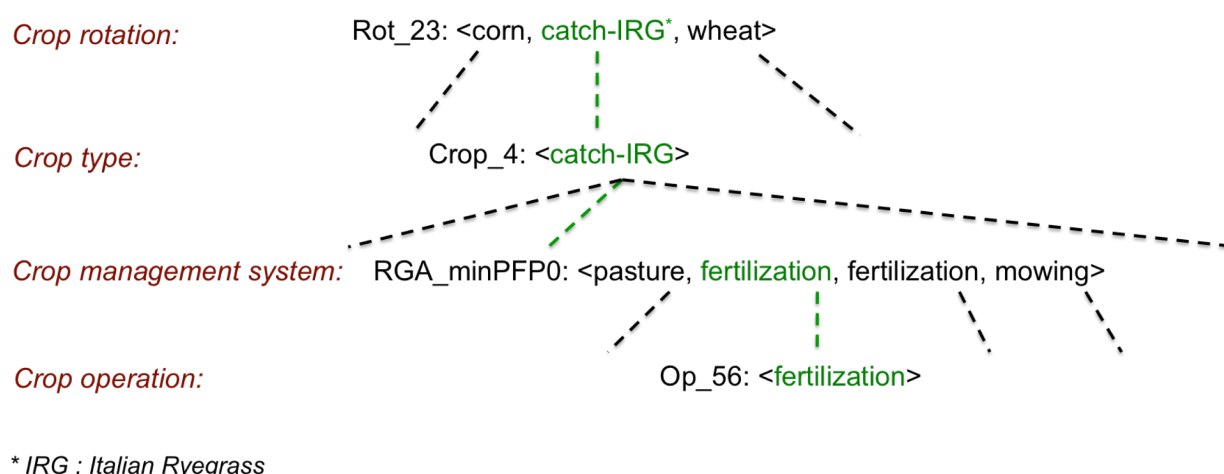 Crop rotation: Rot_23: <corn, catch-IRG*, wheat>
Crop type: Crop_4: <catch-IRG>
Crop management system: RGA_minPFP0: <pasture, fertilization, fertilization, mowing>
Crop operation: Op_56: <fertilization>
* IRG : Italian Ryegrass